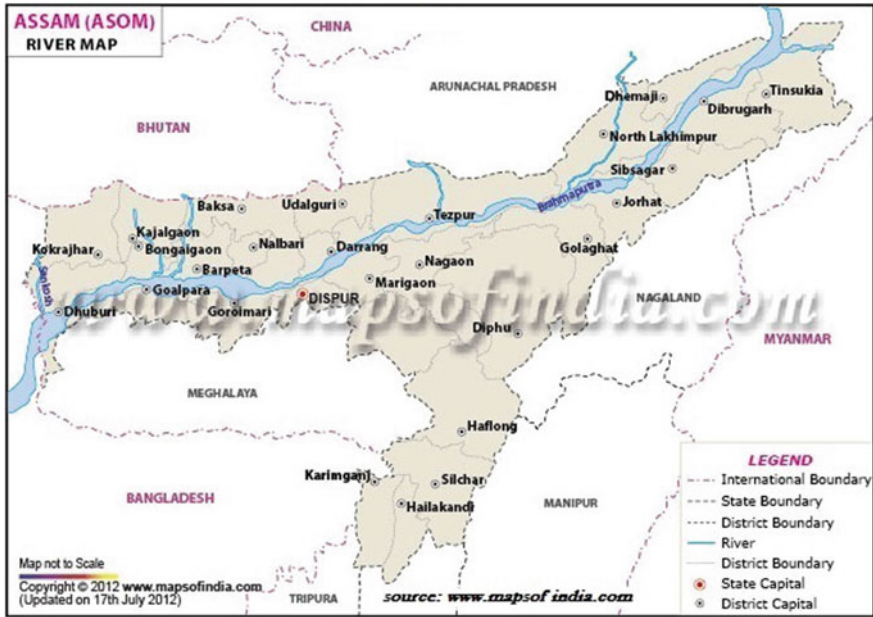 ASSAM (ASOM)
RIVER MAP
CHINA
ARUNACHAL PRADESH
BHUTAN
Dhemaji
Dibrugarh
Tinsukia
North Lakhimpur
Sibsagar
Brahmaputra
Jorhat
Baksa
Udalguri
Tezpur
Kajalgaon
Kokrajhar
Bongaigaon
Nalbari
Darrang
Golaghat
Nagaon
Barpeta
Marigaon
Sonkosh
Goalpara
DISPUR
Goroimari
Dhuburi
www.mapsofindia.com
NAGALAND
Diphu
MYANMAR
MEGHALAYA
Haflong
Karimganj
Silchar
Hailakandi
BANGLADESH
MANIPUR
TRIPURA
LEGEND
International Boundary
State Boundary
District Boundary
River
District Boundary
State Capital
District Capital
Map not to Scale
Copyright © 2012 www.mapsofindia.com
(Updated on 17th July 2012)
source: www.mapsof india.com